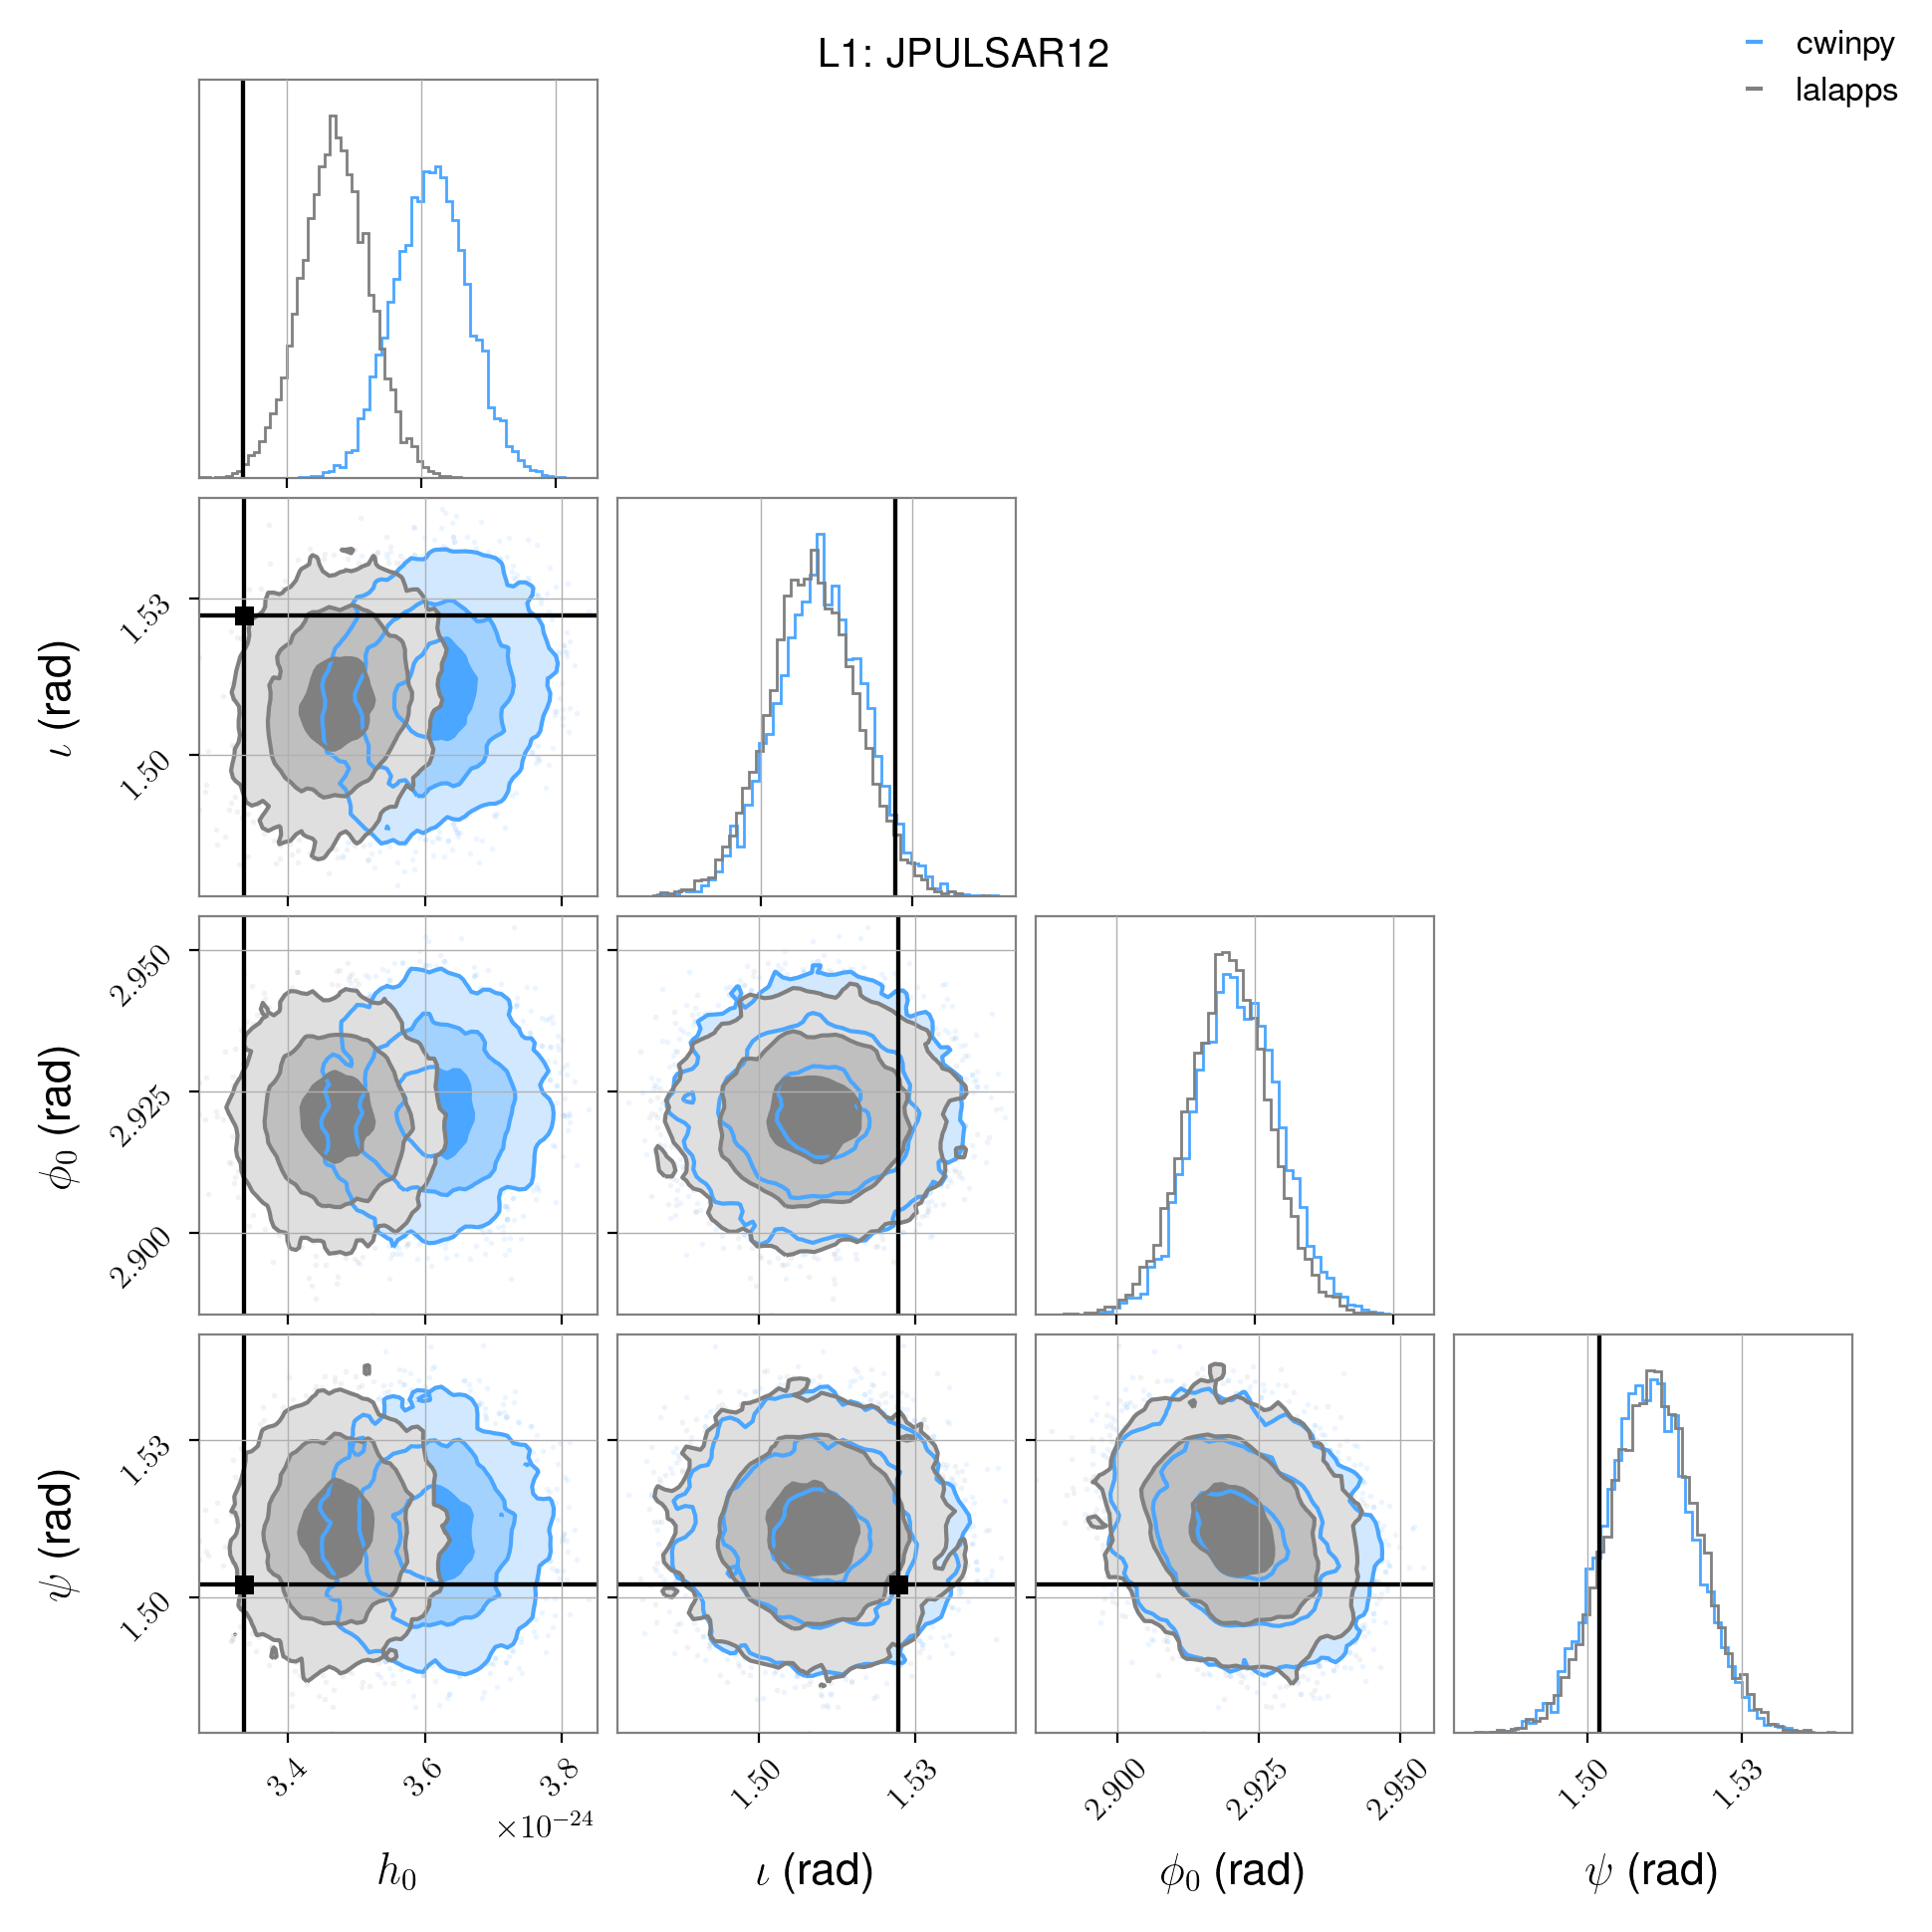 L1: JPULSAR12
cwinpy
lalapps
ι (rad)
1.53
1.50
ϕ₀ (rad)
2.950
2.925
2.900
ψ (rad)
1.53
1.50
3.4 3.6 3.8
×10⁻²⁴
1.50 1.53
2.900 2.925 2.950
1.50 1.53
h₀ ι (rad) ϕ₀ (rad) ψ (rad)